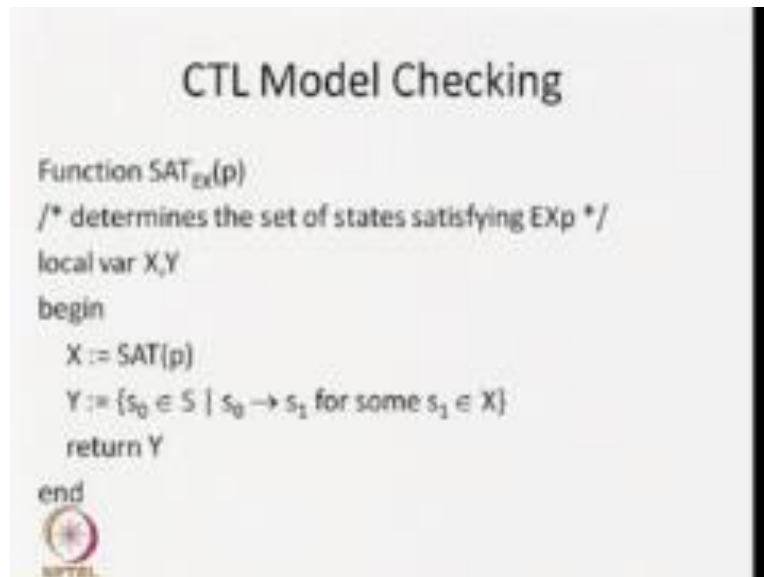 CTL Model Checking
Function SAT_EX(p)
/* determines the set of states satisfying EXp */
local var X,Y
begin
X := SAT(p)
Y := {s₀ ∈ S | s₀ → s₁ for some s₁ ∈ X}
return Y
end
NPTEL